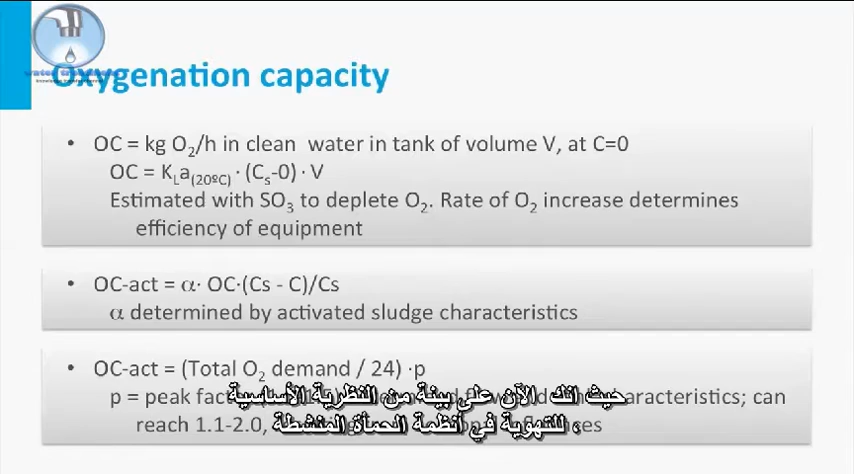 Oxygenation capacity
• OC = kg O₂/h in clean water in tank of volume V, at C=0
OC = K_La_(20ºC) · (C_s-0) · V
Estimated with SO₃ to deplete O₂. Rate of O₂ increase determines
efficiency of equipment
• OC-act = α· OC·(Cs - C)/Cs
α determined by activated sludge characteristics
• OC-act = (Total O₂ demand / 24) ·p
p = peak characteristics; can
reach 1.1-2.0,
حيث انك الآن على بينة من النظرية الأساسية
للتهوية في أنظمة الحمأة المنشطة ،